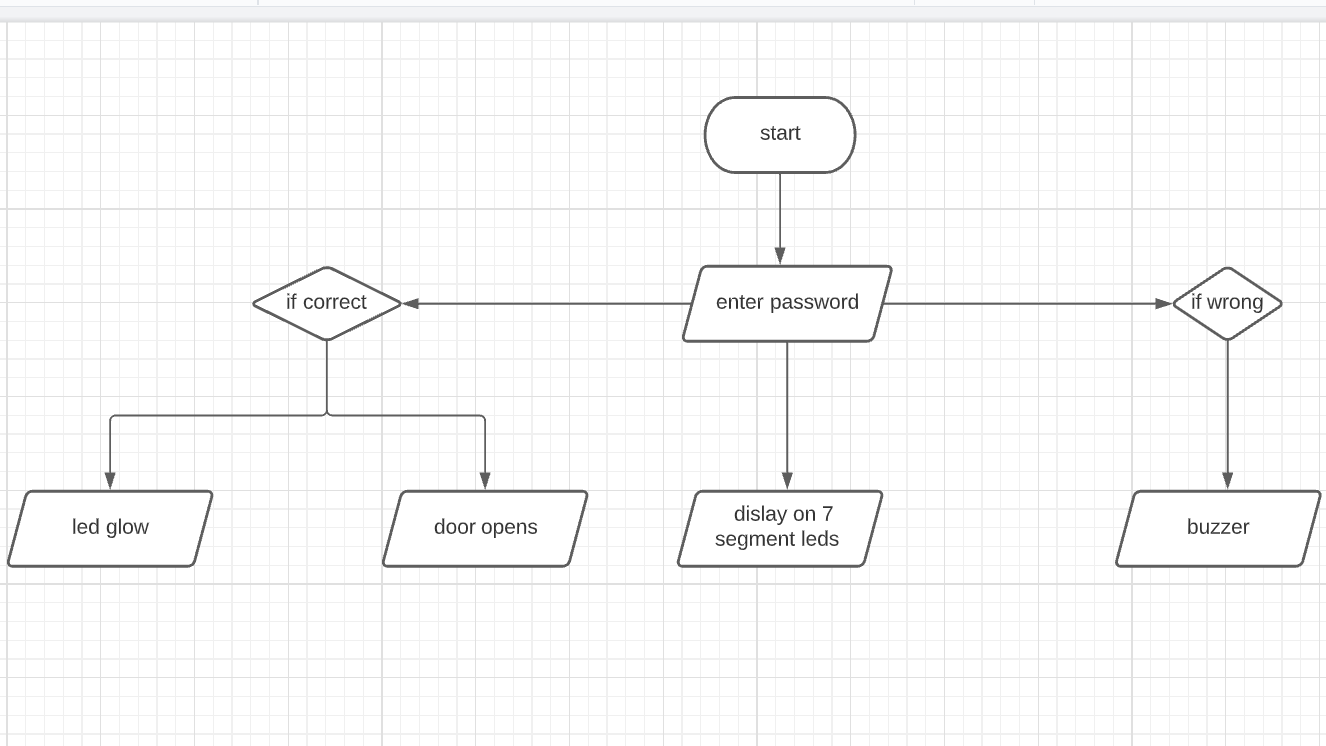 start
if correct
enter password
if wrong
led glow
door opens
dislay on 7
segment leds
buzzer